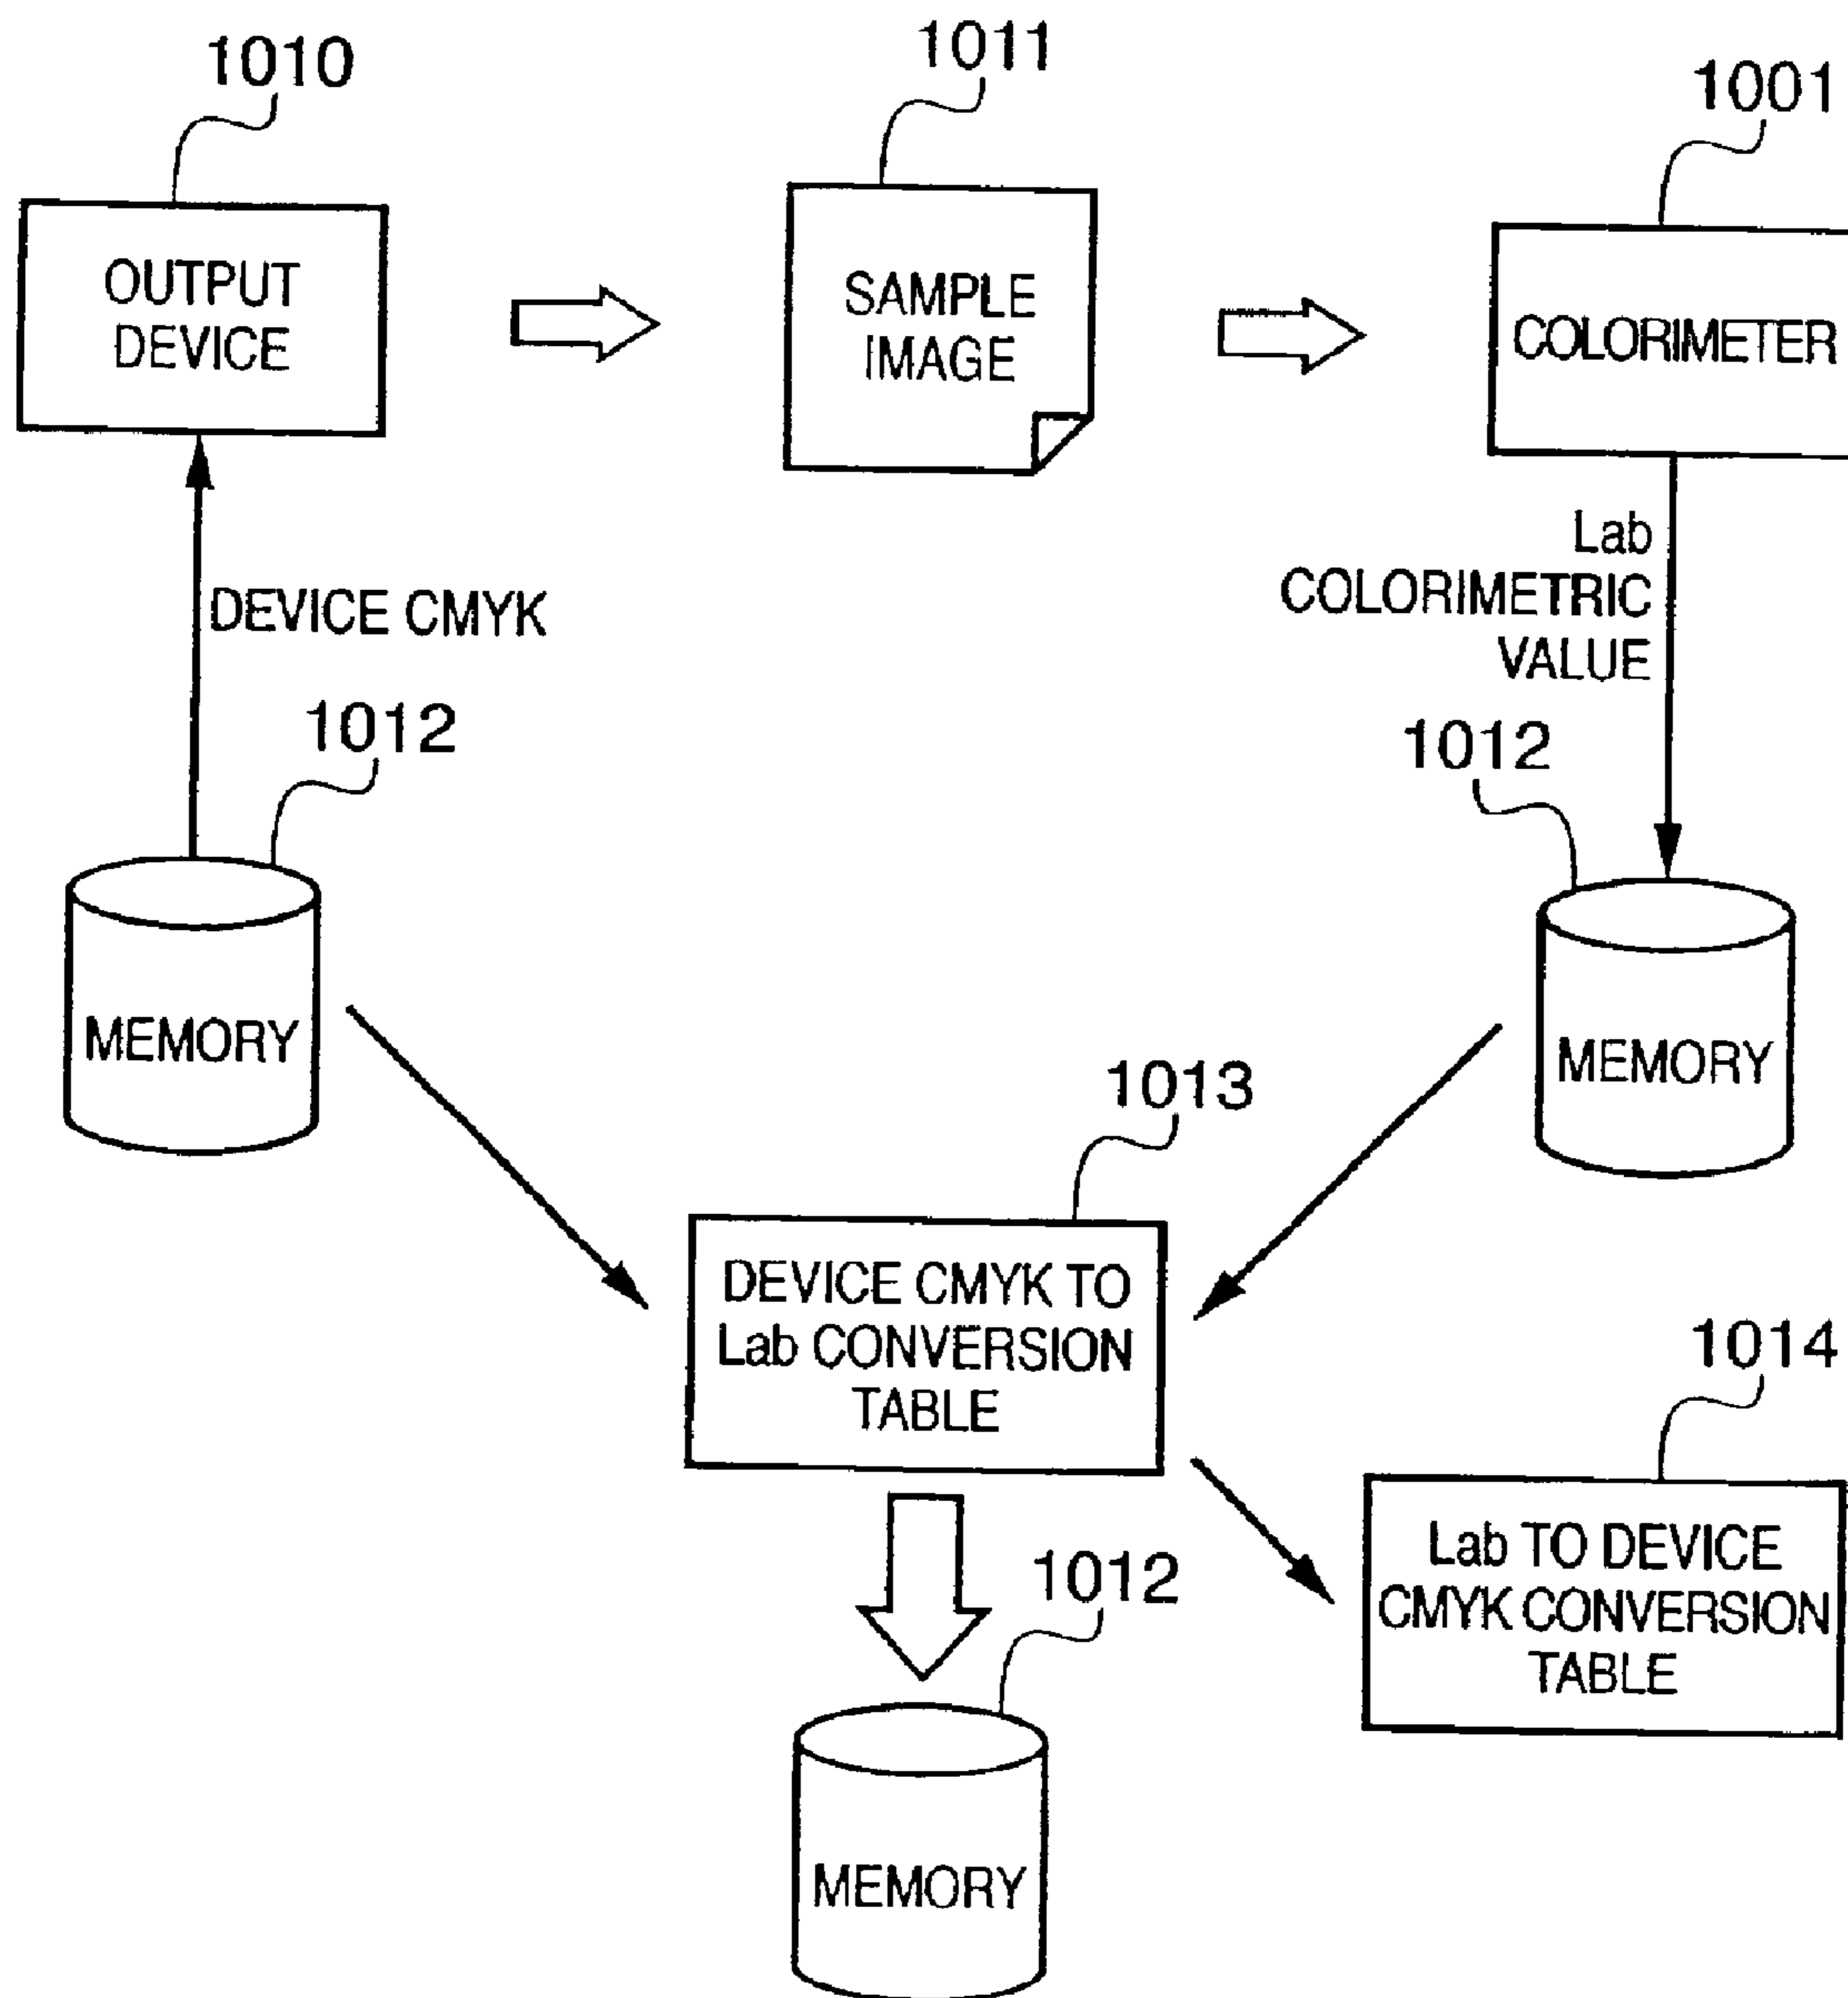 1010
1011
1001
OUTPUT
DEVICE
SAMPLE
IMAGE
COLORIMETER
DEVICE CMYK
Lab
COLORIMETRIC
VALUE
1012
1012
MEMORY
MEMORY
1013
DEVICE CMYK TO
Lab CONVERSION
TABLE
1014
Lab TO DEVICE
CMYK CONVERSION
TABLE
1012
MEMORY